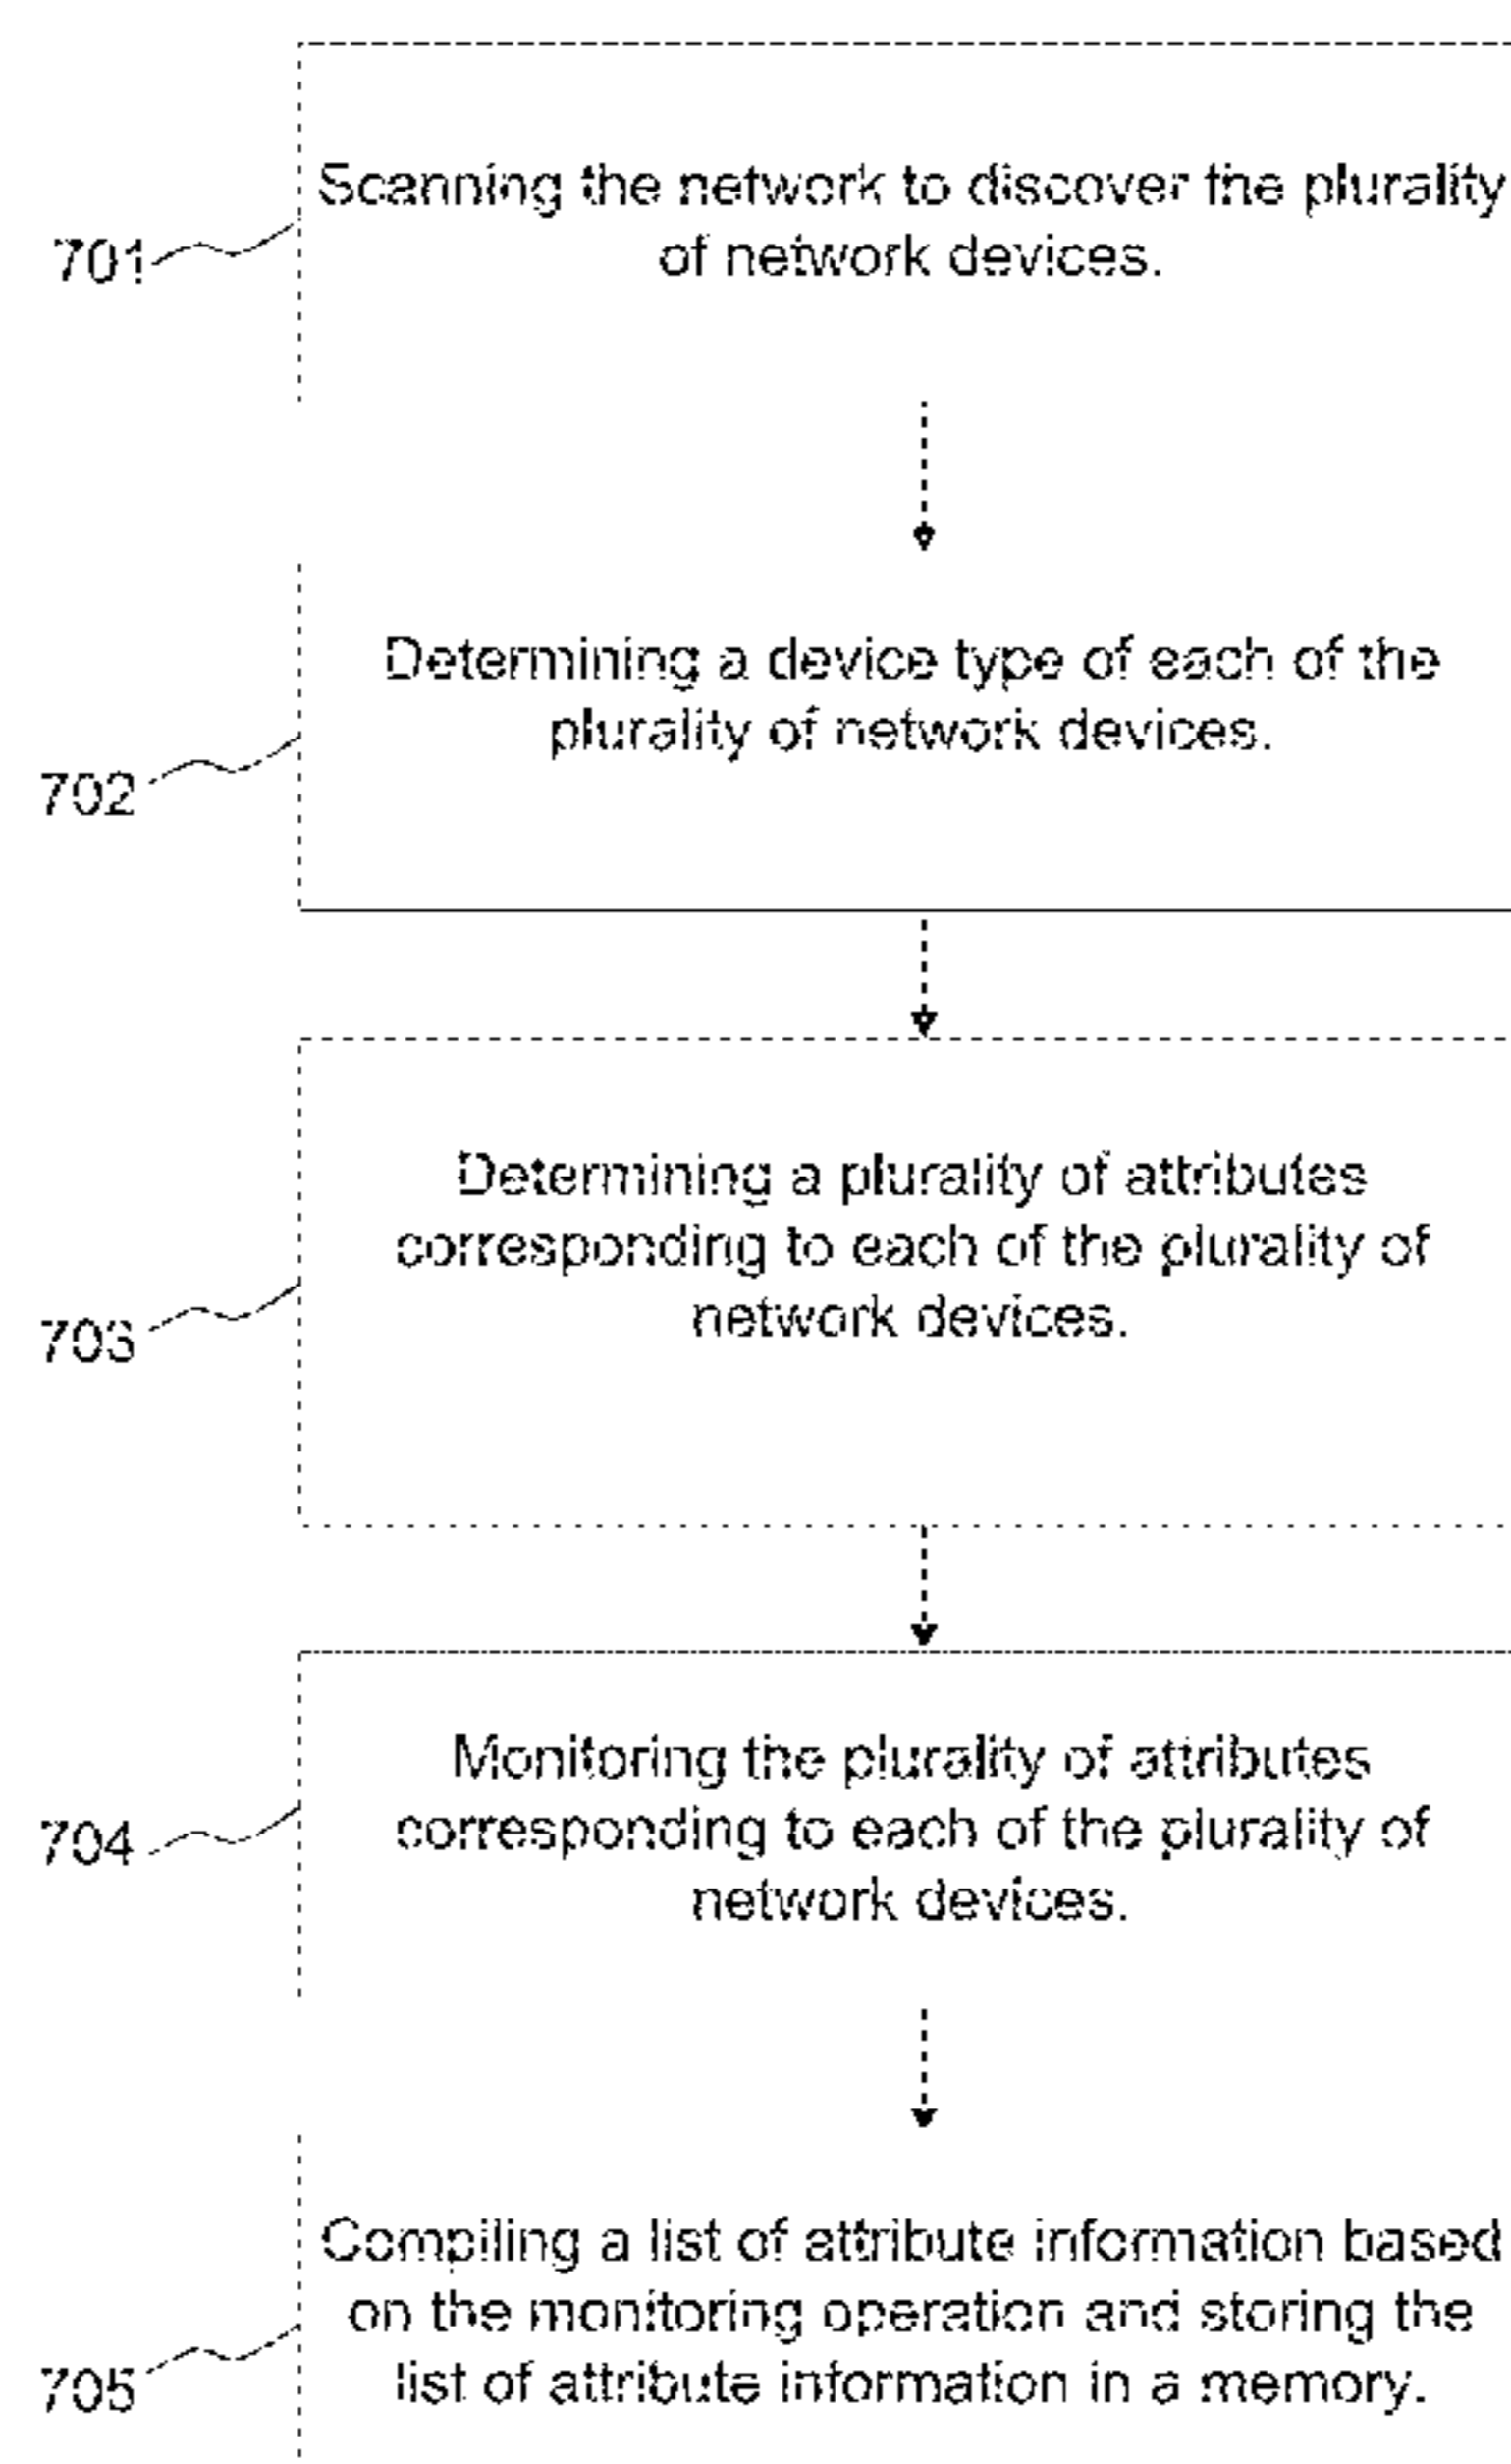 Scanning the network to discover the plurality
of network devices.
701
Determining a device type of each of the
plurality of network devices.
702
Determining a plurality of attributes
corresponding to each of the plurality of
network devices.
703
Monitoring the plurality of attributes
corresponding to each of the plurality of
network devices.
704
Compiling a list of attribute information based
on the monitoring operation and storing the
list of attribute information in a memory.
705